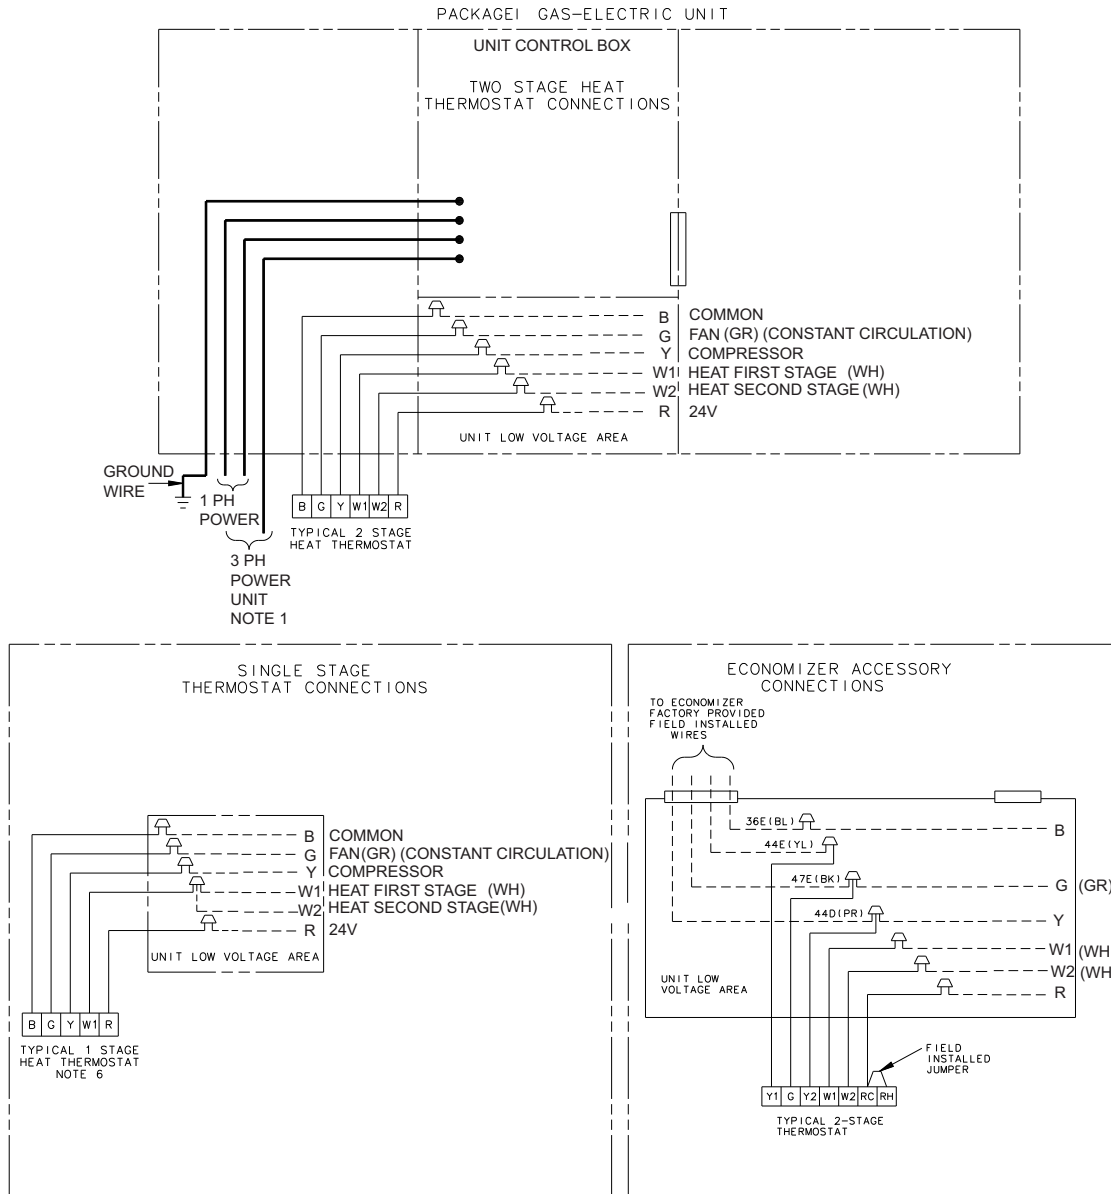 PACKAGE1 GAS-ELECTRIC UNIT
UNIT CONTROL BOX
TWO STAGE HEAT
THERMOSTAT CONNECTIONS
B COMMON
G FAN (GR) (CONSTANT CIRCULATION)
Y COMPRESSOR
W1 HEAT FIRST STAGE (WH)
W2 HEAT SECOND STAGE (WH)
R 24V
UNIT LOW VOLTAGE AREA
GROUND
WIRE
1 PH
POWER
B G Y W1 W2 R
TYPICAL 2 STAGE
HEAT THERMOSTAT
3 PH
POWER
UNIT
NOTE 1
SINGLE STAGE
THERMOSTAT CONNECTIONS
B COMMON
G FAN(GR) (CONSTANT CIRCULATION)
Y COMPRESSOR
W1 HEAT FIRST STAGE (WH)
W2 HEAT SECOND STAGE(WH)
R 24V
UNIT LOW VOLTAGE AREA
B G Y W1 R
TYPICAL 1 STAGE
HEAT THERMOSTAT
NOTE 6
ECONOMIZER ACCESSORY
CONNECTIONS
TO ECONOMIZER
FACTORY PROVIDED
FIELD INSTALLED
WIRES
36E(BL)
B
44E(YL)
47E(BK)
G (GR)
44D(PR)
Y
W1 (WH
W2 (WH
R
UNIT LOW
VOLTAGE AREA
FIELD
INSTALLED
JUMPER
Y1 G Y2 W1 W2 RC RH
TYPICAL 2-STAGE
THERMOSTAT